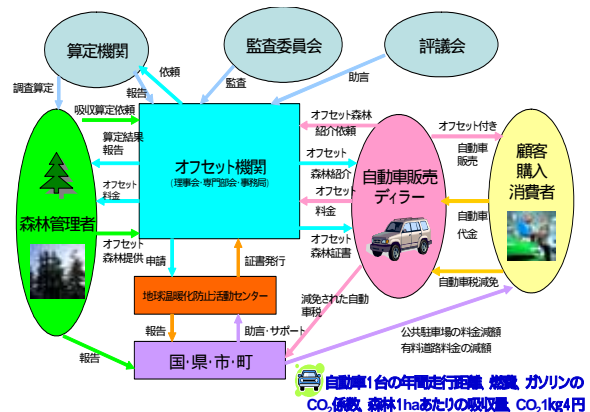 算定機関
監査委員会
評議会
調査算定
報告
依頼
監査
助言
吸収算定依頼
算定結果
報告
オフセット
料金
オフセット
森林提供
森林管理者
オフセット機関
(理事会・専門部会・事務局)
オフセット森林
紹介依頼
オフセット
森林紹介
オフセット
料金
オフセット
森林証書
自動車販売
ディラー
オフセット付き
自動車
販売
自動車
代金
自動車税減免
顧客
購入
消費者
申請
証書発行
地球温暖化防止活動センター
減免された自動
車税
報告
助言・サポート
報告
国・県・市・町
公共駐車場の料金減額
有料道路料金の減額
自動車1台の年間走行距離、燃費、ガソリンの
CO₂係数、森林1haあたりの吸収量、CO₂1kg4円